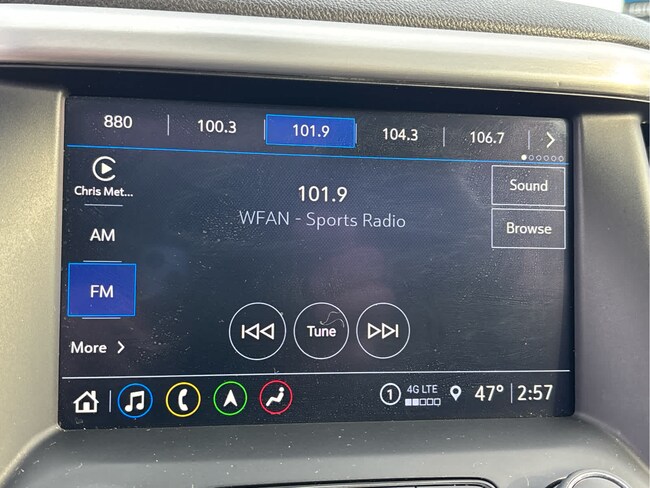 880 100.3 101.9 104.3 106.7
Chris Met...
101.9
Sound
WFAN - Sports Radio
Browse
AM
FM
Tune
More
1 4G LTE 47° 2:57